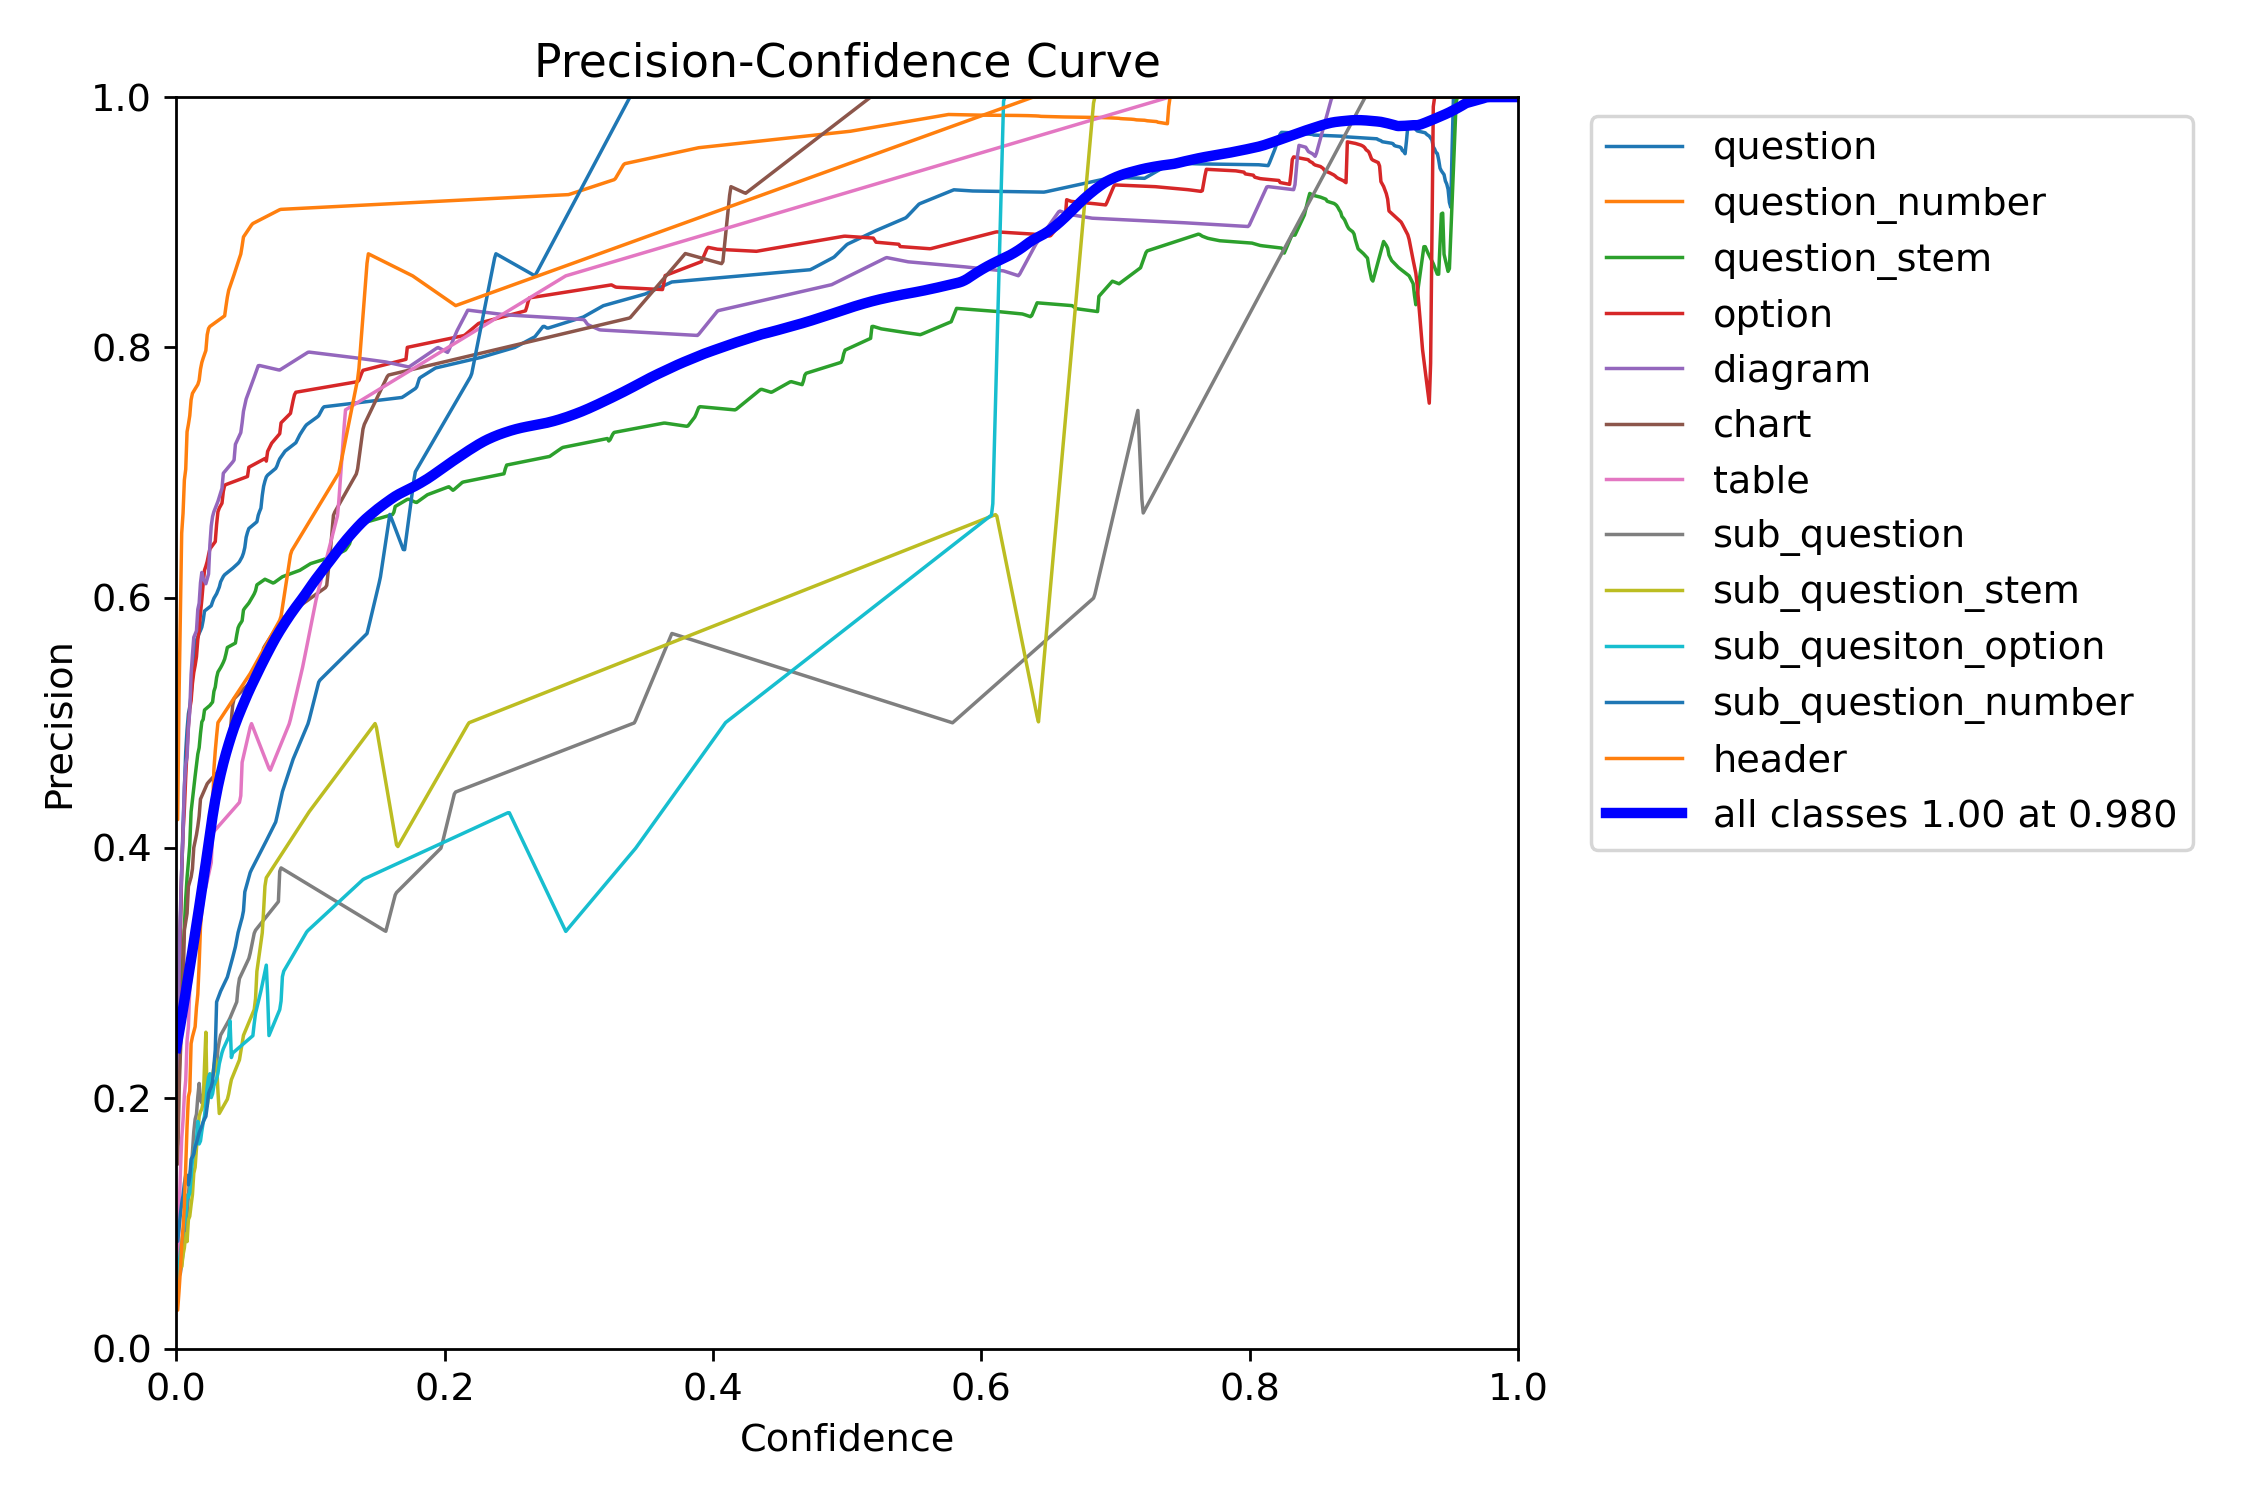 Precision-Confidence Curve
1.0
0.8
0.6
0.4
0.2
0.0
Precision
0.0 0.2 0.4 0.6 0.8 1.0
Confidence
question
question_number
question_stem
option
diagram
chart
table
sub_question
sub_question_stem
sub_quesiton_option
sub_question_number
header
all classes 1.00 at 0.980